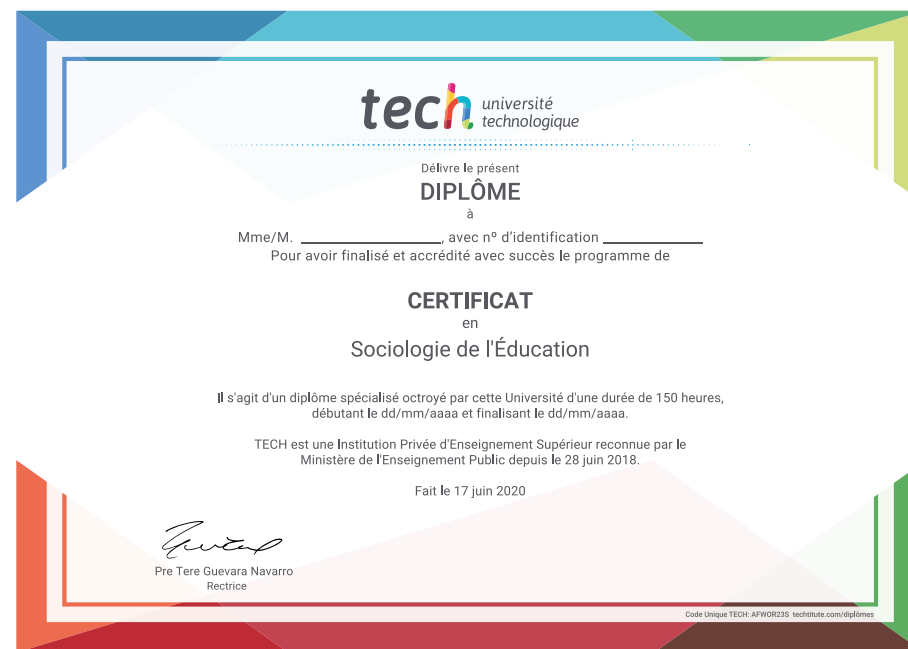 tech université
technologique
Délivre le présent
DIPLÔME
à
Mme/M. ____________________, avec nº d'identification ______________
Pour avoir finalisé et accrédité avec succès le programme de
CERTIFICAT
en
Sociologie de l'Éducation
Il s'agit d'un diplôme spécialisé octroyé par cette Université d'une durée de 150 heures,
débutant le dd/mm/aaaa et finalisant le dd/mm/aaaa.
TECH est une Institution Privée d'Enseignement Supérieur reconnue par le
Ministère de l'Enseignement Public depuis le 28 juin 2018.
Fait le 17 juin 2020
Pre Tere Guevara Navarro
Rectrice
Code Unique TECH: AFWOR23S techtitute.com/diplômes